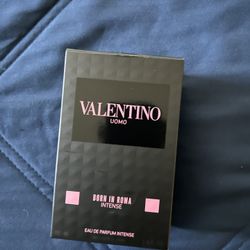 VALENTINO
UOMO
BORN IN ROMA
INTENSE
EAU DE PARFUM INTENSE